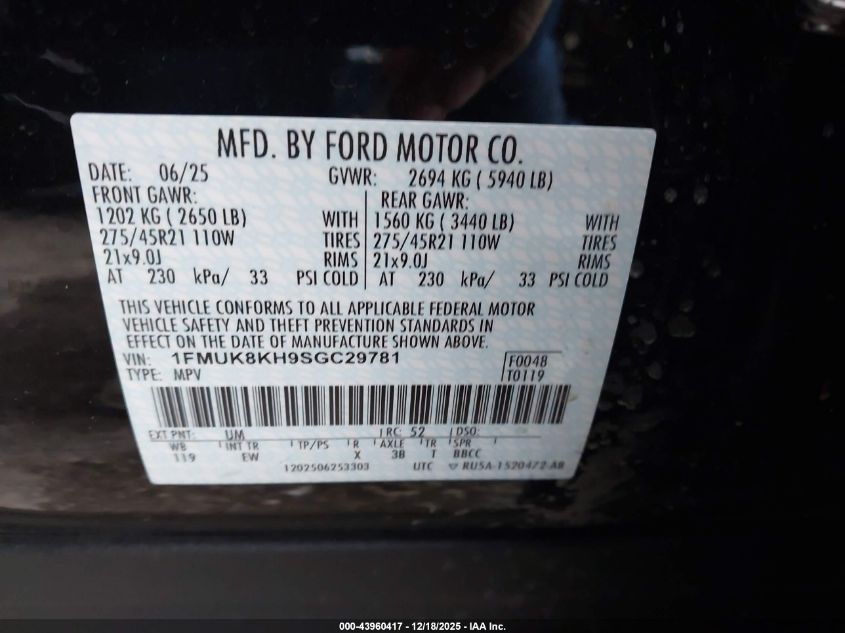 MFD. BY FORD MOTOR CO.
DATE: 06/25 GVWR: 2694 KG ( 5940 LB)
FRONT GAWR: REAR GAWR:
1202 KG ( 2650 LB) WITH 1560 KG ( 3440 LB) WITH
275/45R21 110W TIRES 275/45R21 110W TIRES
21x9.0J RIMS 21x9.0J RIMS
AT 230 kPa/ 33 PSI COLD AT 230 kPa/ 33 PSI COLD
THIS VEHICLE CONFORMS TO ALL APPLICABLE FEDERAL MOTOR
VEHICLE SAFETY AND THEFT PREVENTION STANDARDS IN
EFFECT ON THE DATE OF MANUFACTURE SHOWN ABOVE.
VIN: 1FMUK8KH9SGC29781 F0048
TYPE: MPV T0119
EXT PNT: UM RC: 52 DSO:
WB INT TR TP/PS R AXLE TR SPR
119 EW X 3B T BBCC
1202506253303 UTC RU5A-1520472-AB
000-43960417 - 12/18/2025 - IAA Inc.